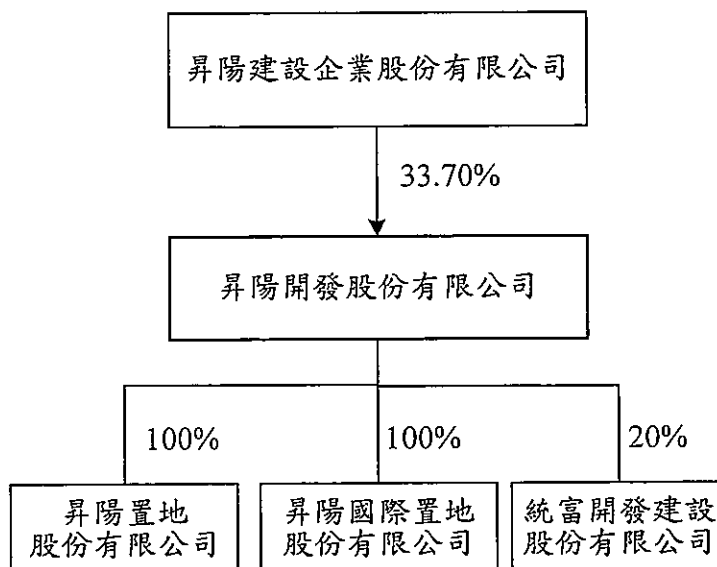 昇陽建設企業股份有限公司
33.70%
昇陽開發股份有限公司
100%
100%
20%
昇陽置地
股份有限公司
昇陽國際置地
股份有限公司
統富開發建設
股份有限公司